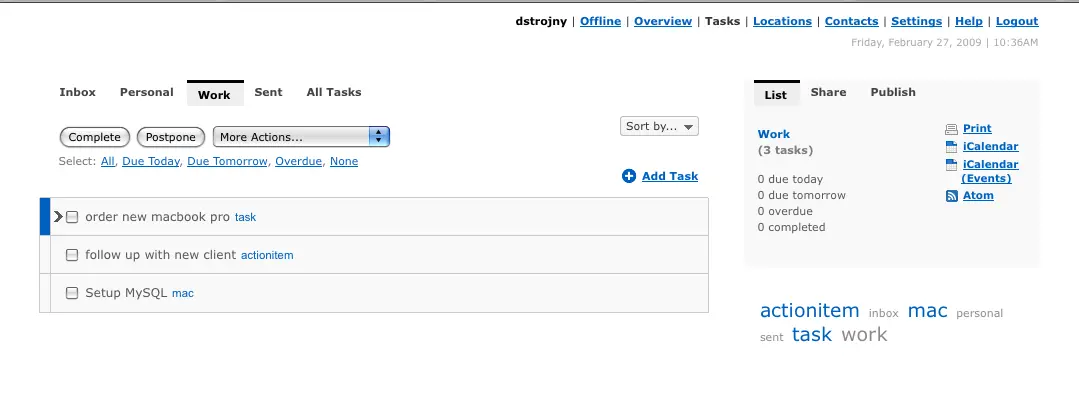 dstrojny | Offline | Overview | Tasks | Locations | Contacts | Settings | Help | Logout
Friday, February 27, 2009 | 10:36AM
Inbox Personal Work Sent All Tasks
Complete Postpone More Actions...
Select: All, Due Today, Due Tomorrow, Overdue, None
Sort by...
Add Task
order new macbook pro task
follow up with new client actionitem
Setup MySQL mac
List Share Publish
Work
(3 tasks)
0 due today
0 due tomorrow
0 overdue
0 completed
Print
iCalendar
iCalendar
(Events)
Atom
actionitem inbox mac personal
sent task work